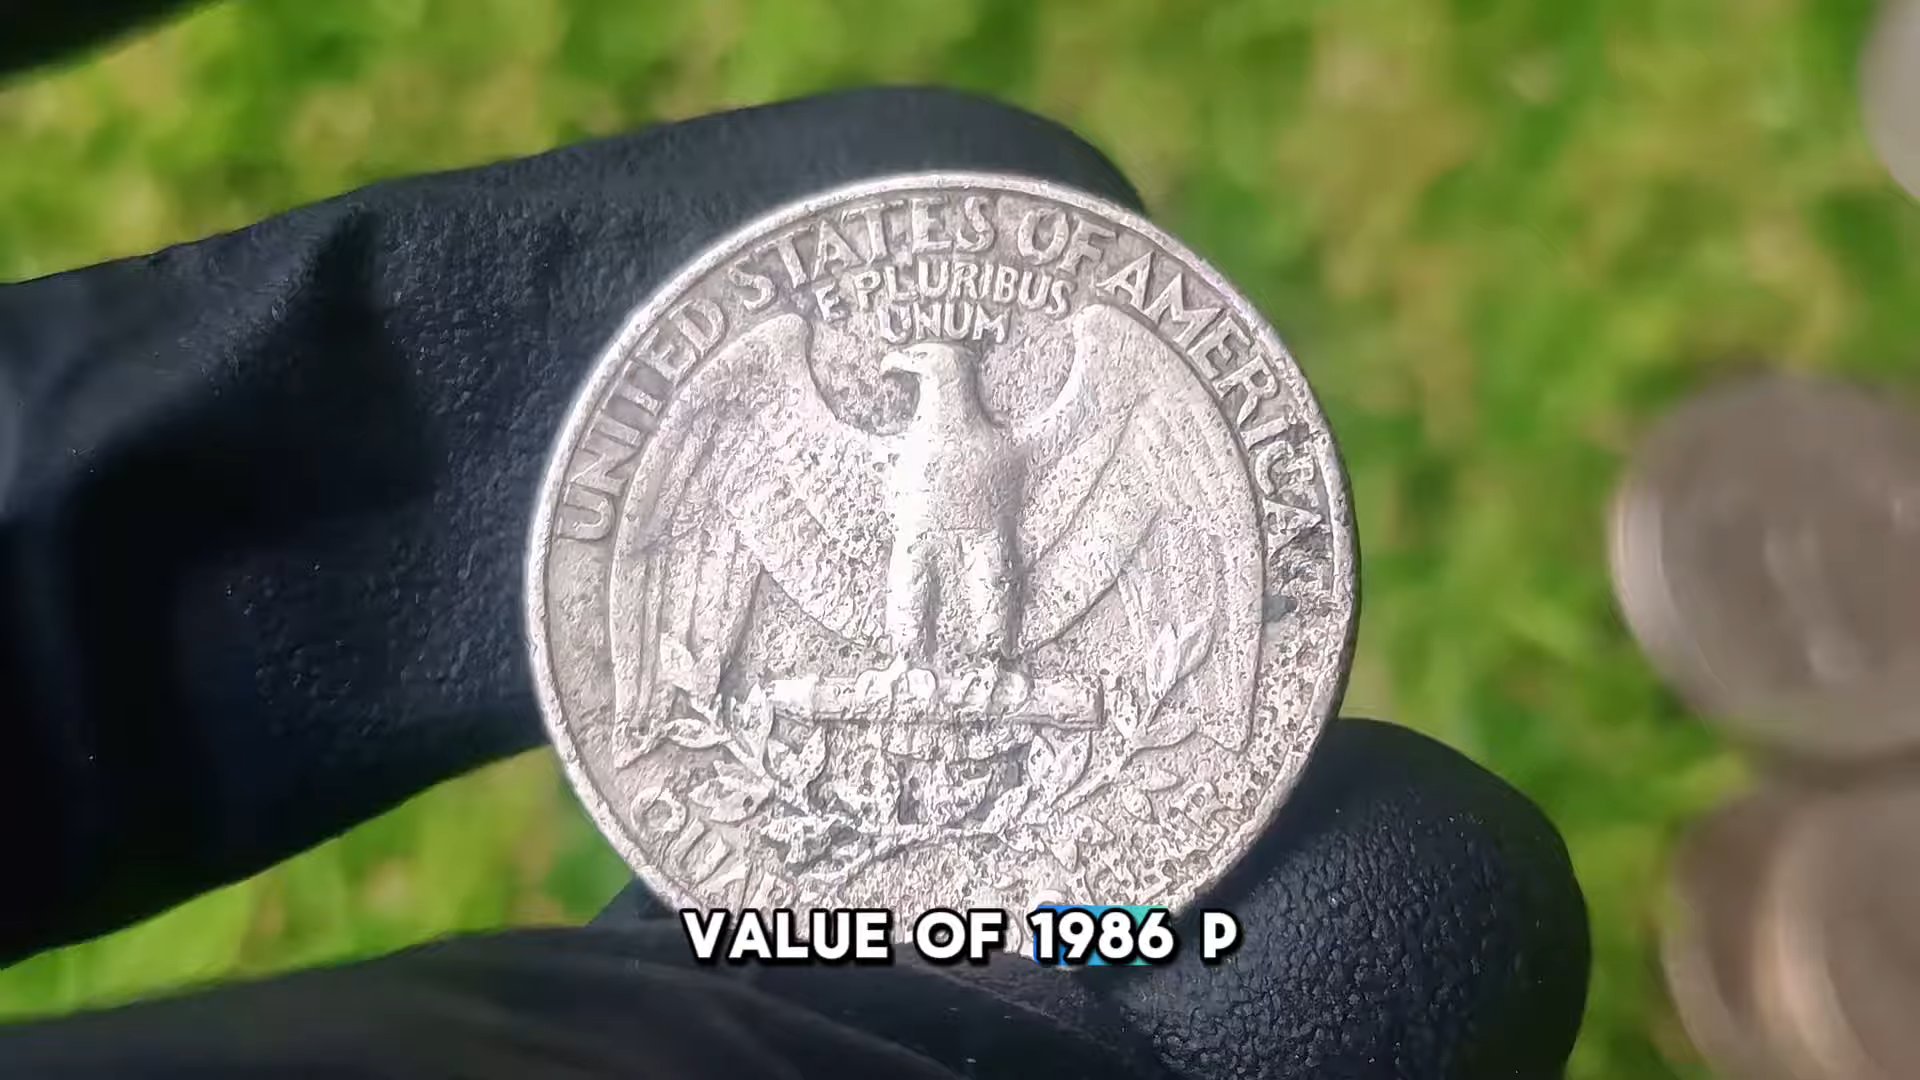 UNITED STATES OF AMERICA
E PLURIBUS
UNUM
VALUE OF 1986 P